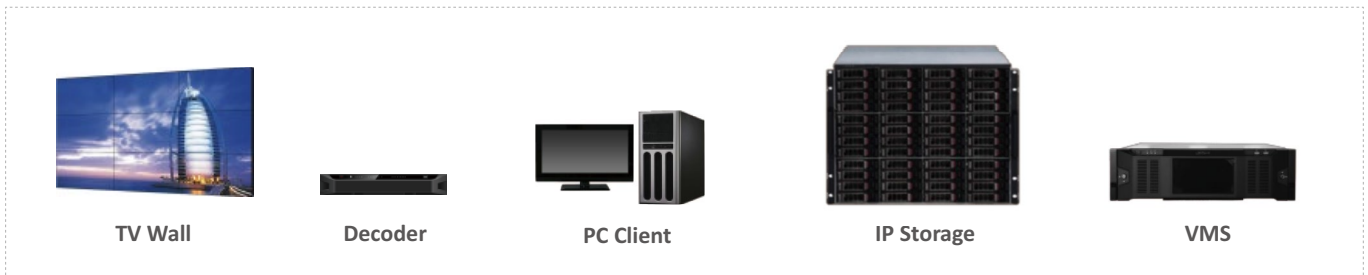 TV Wall
Decoder
PC Client
IP Storage
VMS